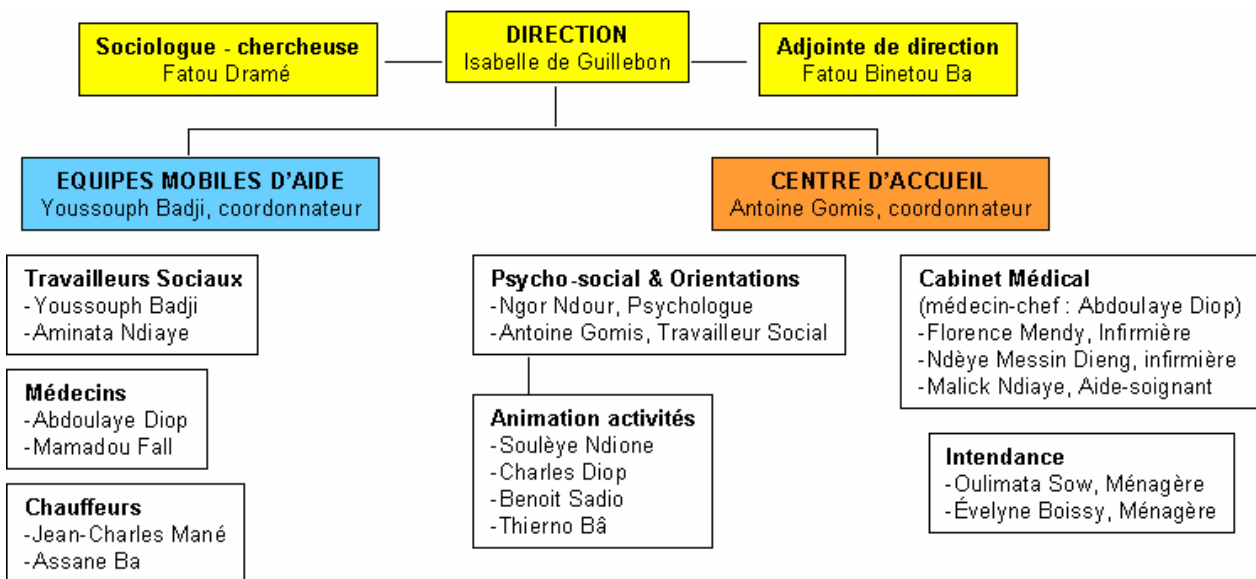 Sociologue - chercheuse
Fatou Dramé
DIRECTION
Isabelle de Guillebon
Adjointe de direction
Fatou Binetou Ba
EQUIPES MOBILES D'AIDE
Youssouph Badji, coordonnateur
CENTRE D'ACCUEIL
Antoine Gomis, coordonnateur
Travailleurs Sociaux
-Youssouph Badji
-Aminata Ndiaye
Médecins
-Abdoulaye Diop
-Mamadou Fall
Chauffeurs
-Jean-Charles Mané
-Assane Ba
Psycho-social & Orientations
-Ngor Ndour, Psychologue
-Antoine Gomis, Travailleur Social
Animation activités
-Soulèye Ndione
-Charles Diop
-Benoit Sadio
-Thierno Bâ
Cabinet Médical
(médecin-chef : Abdoulaye Diop)
-Florence Mendy, Infirmière
-Ndèye Messin Dieng, infirmière
-Malick Ndiaye, Aide-soignant
Intendance
-Oulimata Sow, Ménagère
-Évelyne Boissy, Ménagère